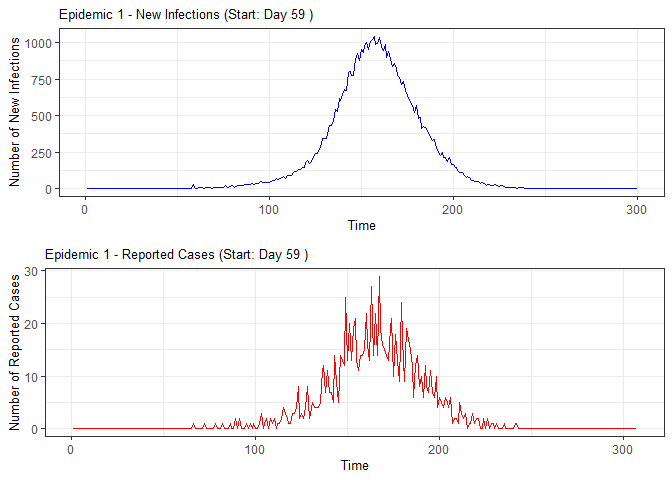 Epidemic 1 - New Infections (Start: Day 59 )
Number of New Infections
1000
750
500
250
0
0 100 200 300
Time
Epidemic 1 - Reported Cases (Start: Day 59 )
Number of Reported Cases
30
20
10
0
0 100 200 300
Time